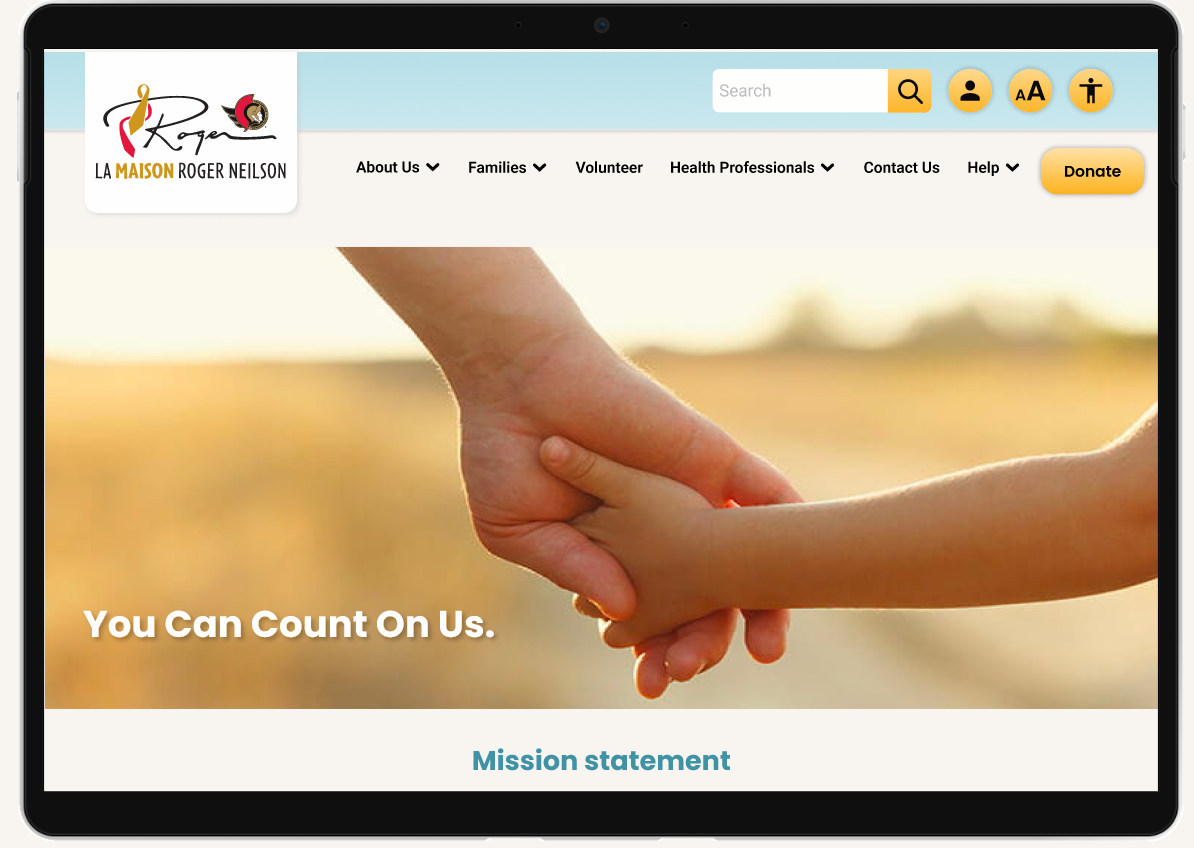 Search
AA
Roger
LA MAISON ROGER NEILSON
About Us
Families
Volunteer
Health Professionals
Contact Us
Help
Donate
You Can Count On Us.
Mission statement